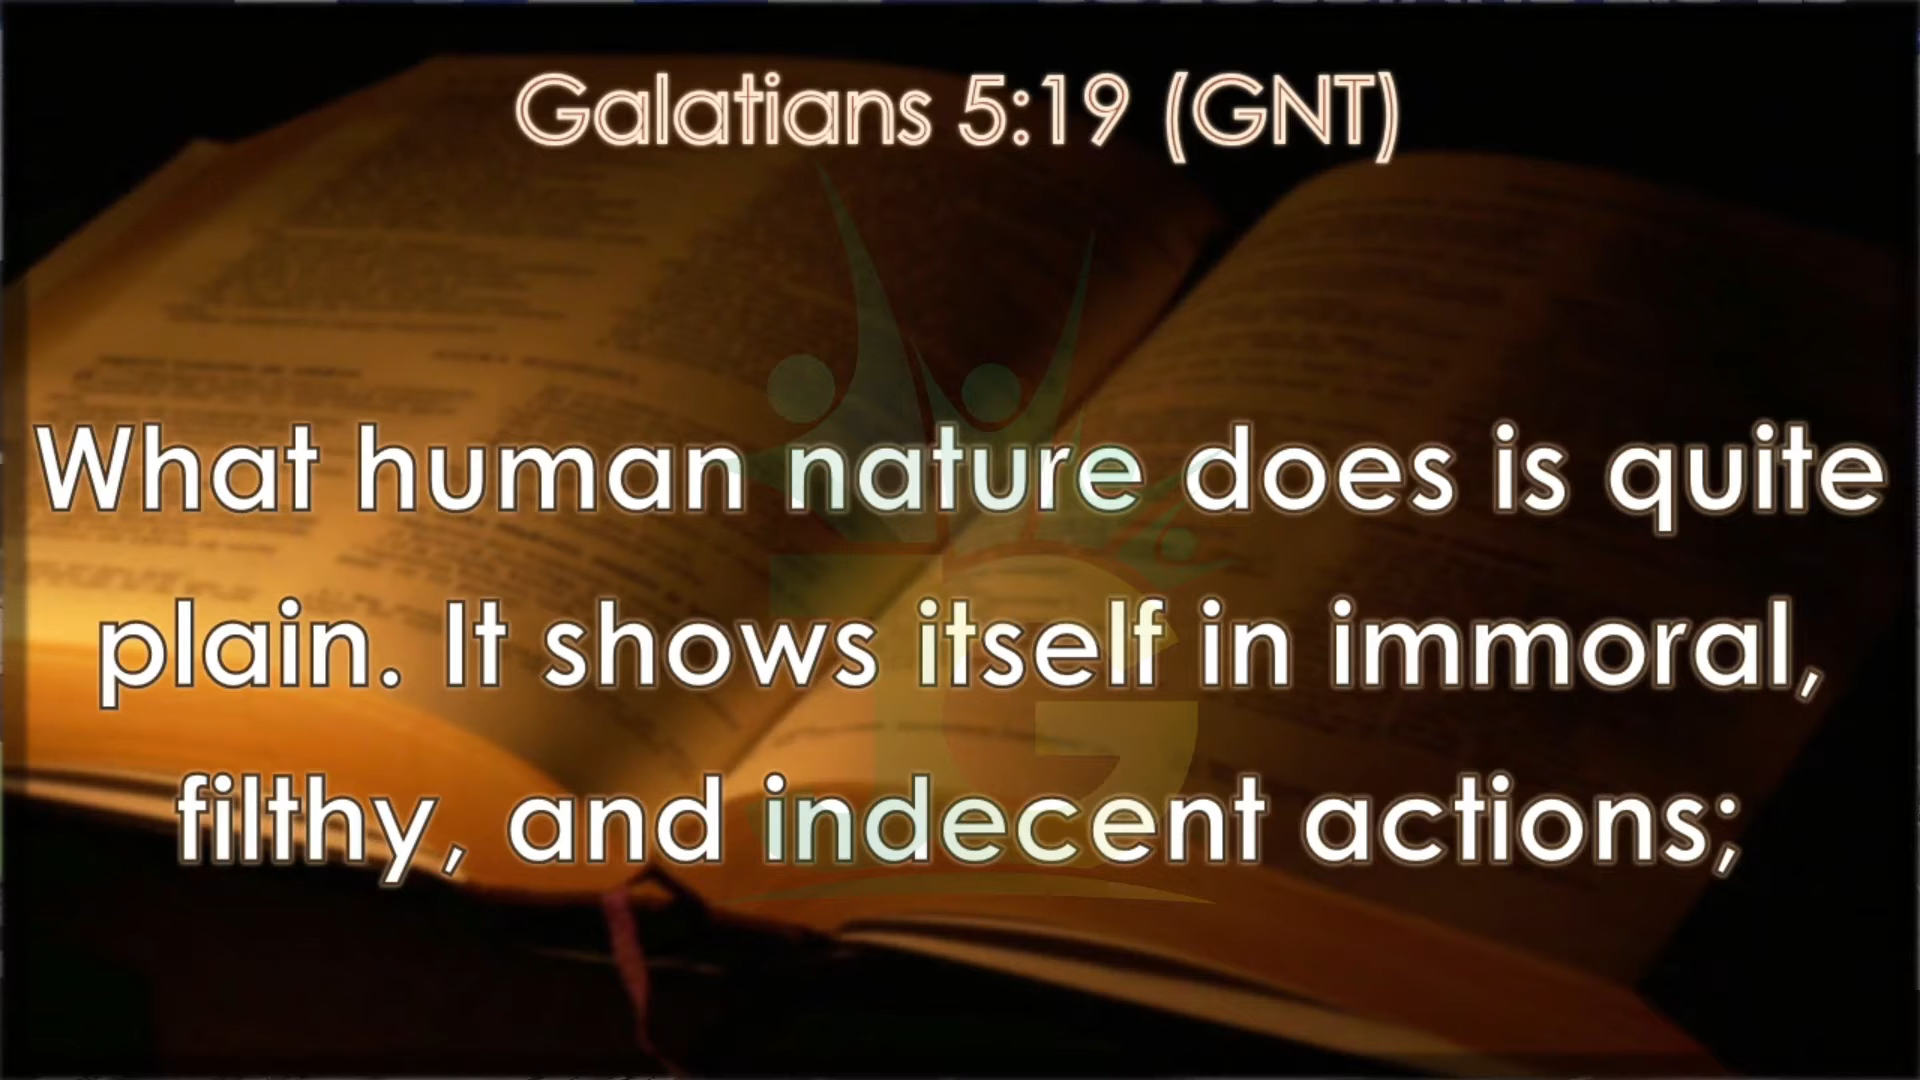 Galatians 5:19 (GNT)
What human nature does is quite
plain. It shows itself in immoral,
filthy, and indecent actions;